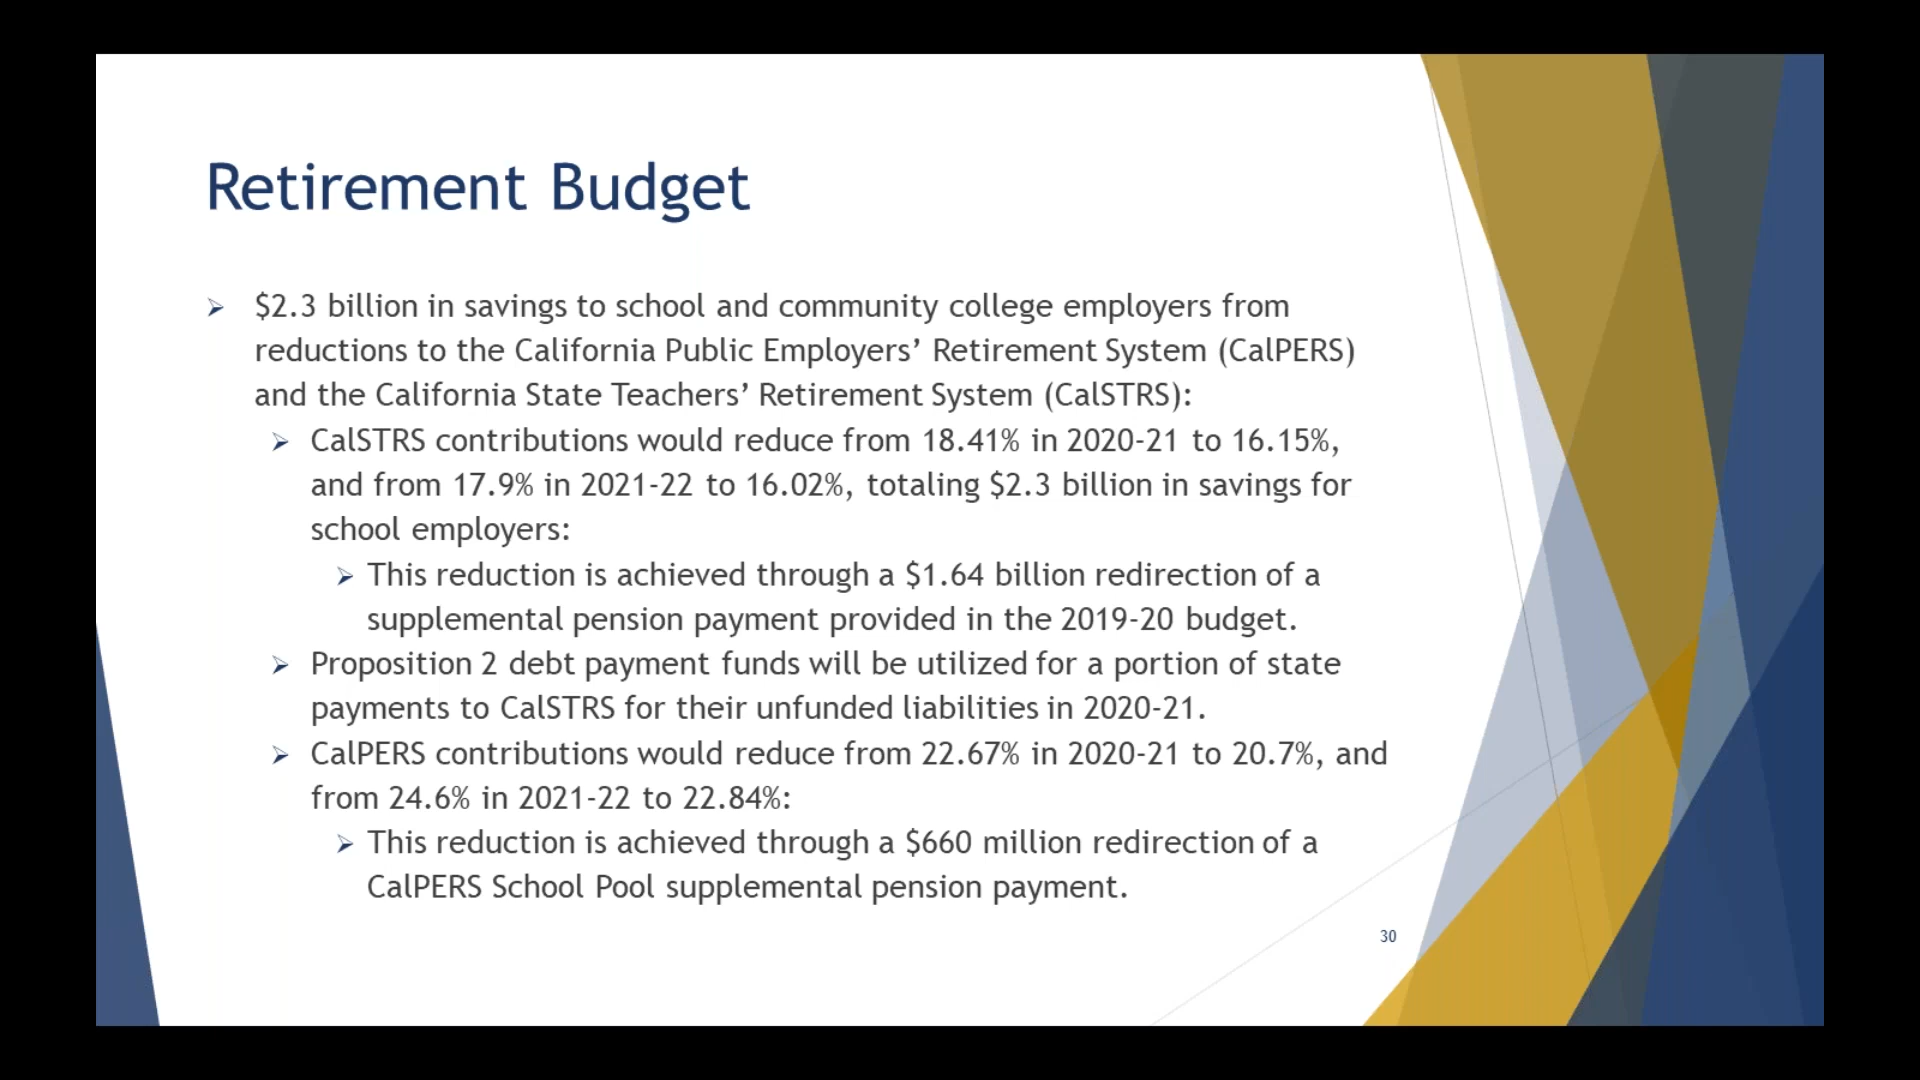 Retirement Budget
$2.3 billion in savings to school and community college employers from
reductions to the California Public Employers’ Retirement System (CalPERS)
and the California State Teachers’ Retirement System (CalSTRS):
CalSTRS contributions would reduce from 18.41% in 2020-21 to 16.15%,
and from 17.9% in 2021-22 to 16.02%, totaling $2.3 billion in savings for
school employers:
This reduction is achieved through a $1.64 billion redirection of a
supplemental pension payment provided in the 2019-20 budget.
Proposition 2 debt payment funds will be utilized for a portion of state
payments to CalSTRS for their unfunded liabilities in 2020-21.
CalPERS contributions would reduce from 22.67% in 2020-21 to 20.7%, and
from 24.6% in 2021-22 to 22.84%:
This reduction is achieved through a $660 million redirection of a
CalPERS School Pool supplemental pension payment.
30